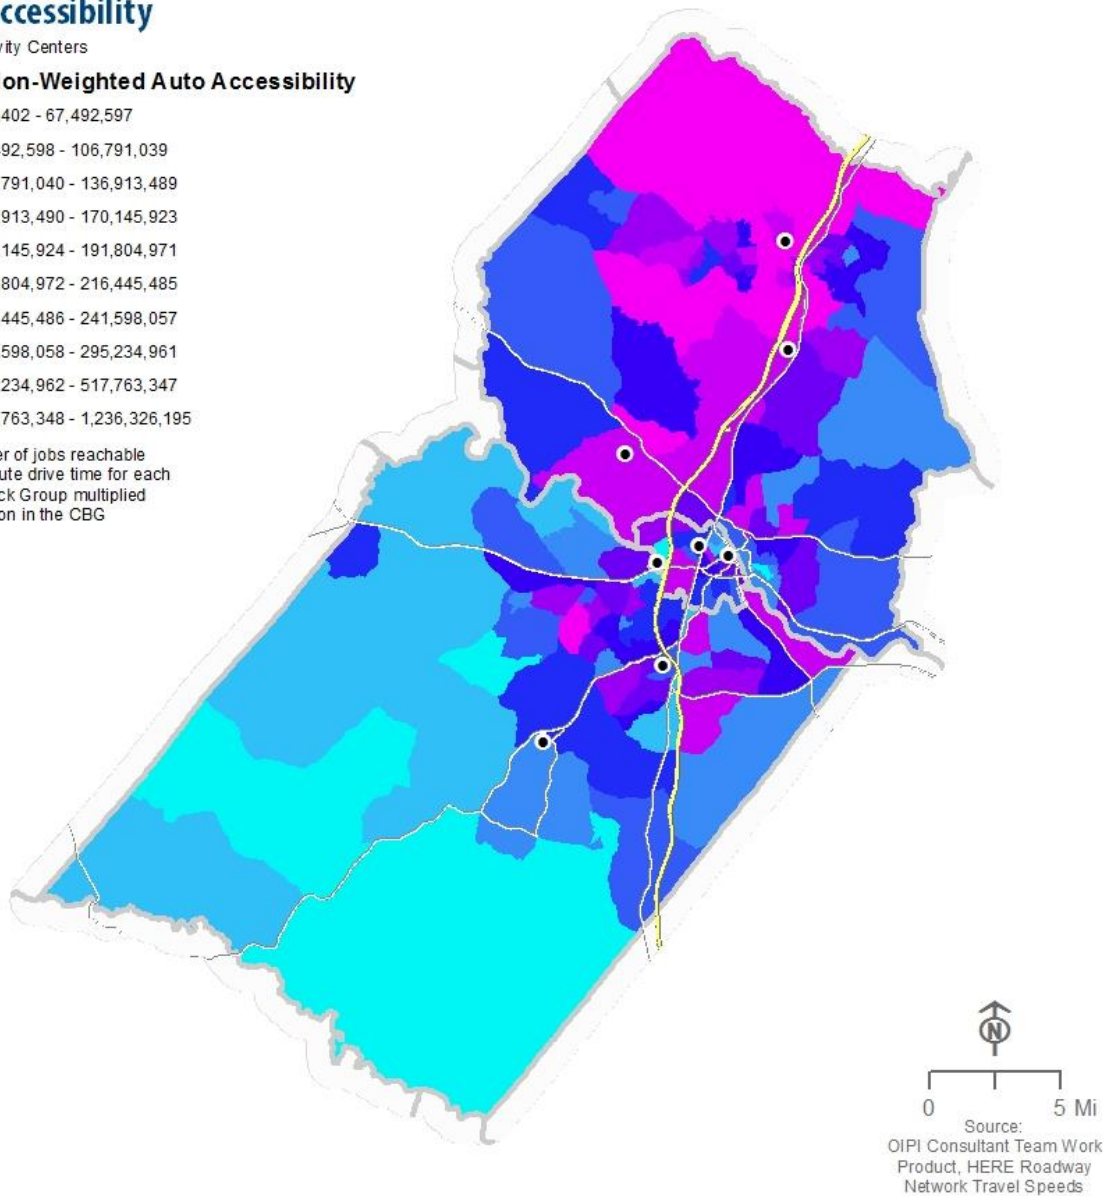 ccessibility
vity Centers
on-Weighted Auto Accessibility
402 - 67,492,597
92,598 - 106,791,039
791,040 - 136,913,489
913,490 - 170,145,923
145,924 - 191,804,971
804,972 - 216,445,485
445,486 - 241,598,057
598,058 - 295,234,961
234,962 - 517,763,347
763,348 - 1,236,326,195
er of jobs reachable
ute drive time for each
ck Group multiplied
on in the CBG
N
0 5 Mi
Source:
OIPI Consultant Team Work
Product, HERE Roadway
Network Travel Speeds